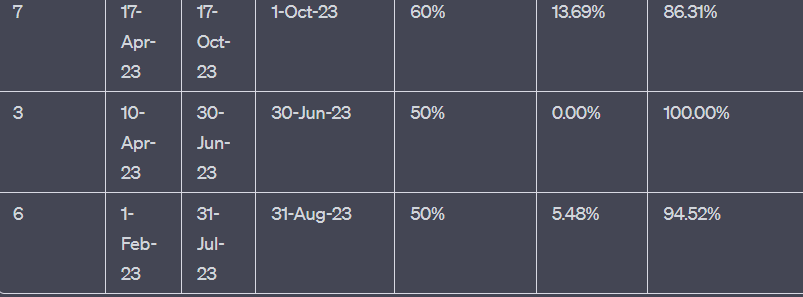 7 17-Apr-23 17-Oct-23 1-Oct-23 60% 13.69% 86.31%
3 10-Apr-23 30-Jun-23 30-Jun-23 50% 0.00% 100.00%
6 1-Feb-23 31-Jul-23 31-Aug-23 50% 5.48% 94.52%